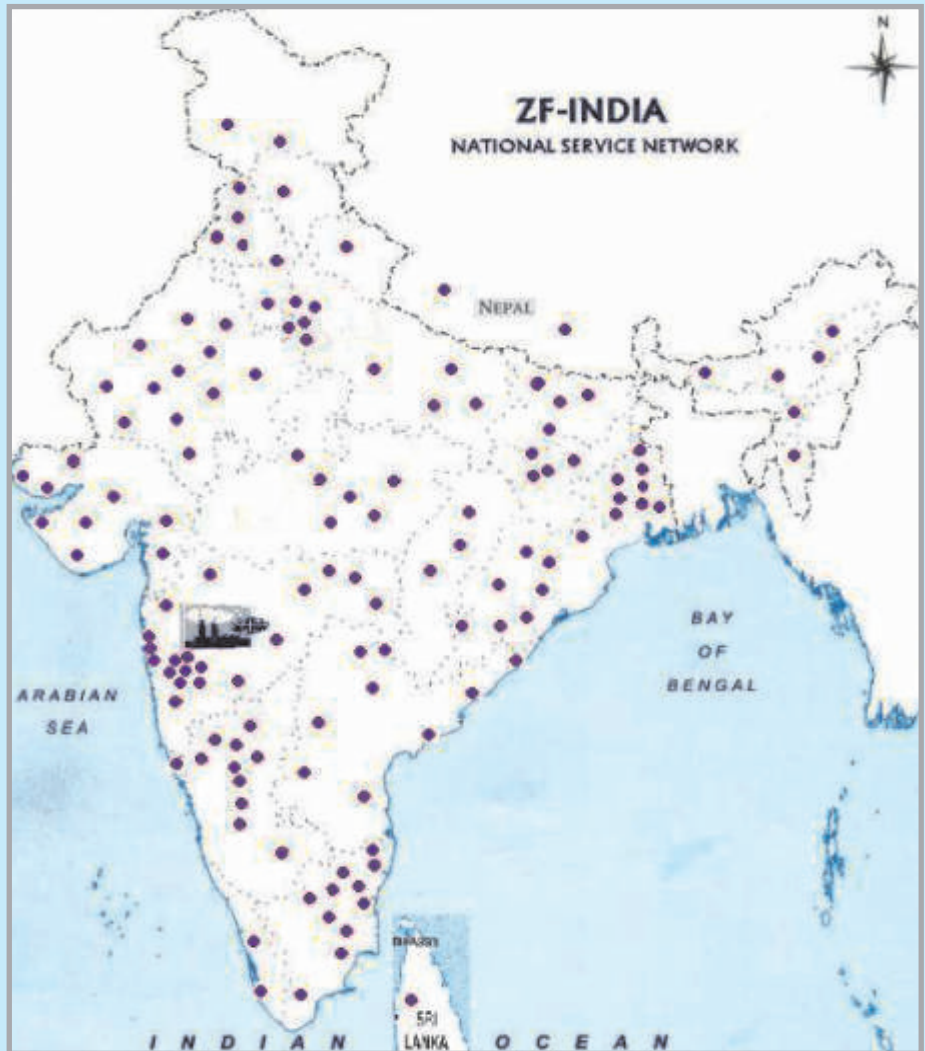 N
ZF-INDIA
NATIONAL SERVICE NETWORK
NEPAL
BAY
OF
BENGAL
ARABIAN
SEA
SRI
LANKA
INDIAN OCEAN